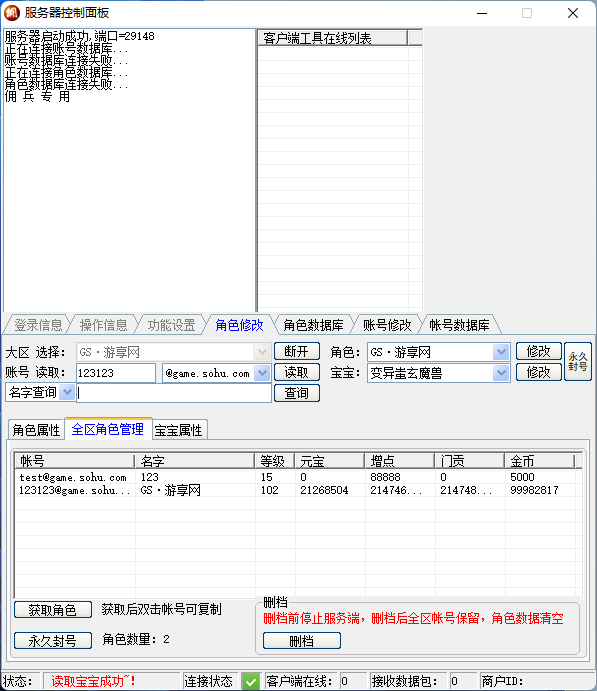 服务器控制面板
服务器启动成功,端口=29148
正在连接账号数据库...
账号数据库连接失败...
正在连接角色数据库...
角色数据库连接失败...
佣 兵 专 用
客户端工具在线列表
登录信息 操作信息 功能设置 角色修改 角色数据库 账号修改 帐号数据库
大区 选择: GS·游享网 断开 角色: GS·游享网 修改 永久封号
账号 读取: 123123 @game.sohu.com 读取 宝宝: 变异蚩玄魔兽 修改
名字查询 查询
角色属性 全区角色管理 宝宝属性
帐号 名字 等级 元宝 增点 门贡 金币
test@game.sohu.com 123 15 0 88888 0 5000
123123@game.sohu... GS·游享网 102 21268504 214746... 214748... 99982817
获取角色 获取后双击帐号可复制
永久封号 角色数量: 2
删档
删档前停止服务端, 删档后全区帐号保留, 角色数据清空
删档
状态: 读取宝宝成功~! 连接状态 客户端在线: 0 接收数据包: 0 商户ID: